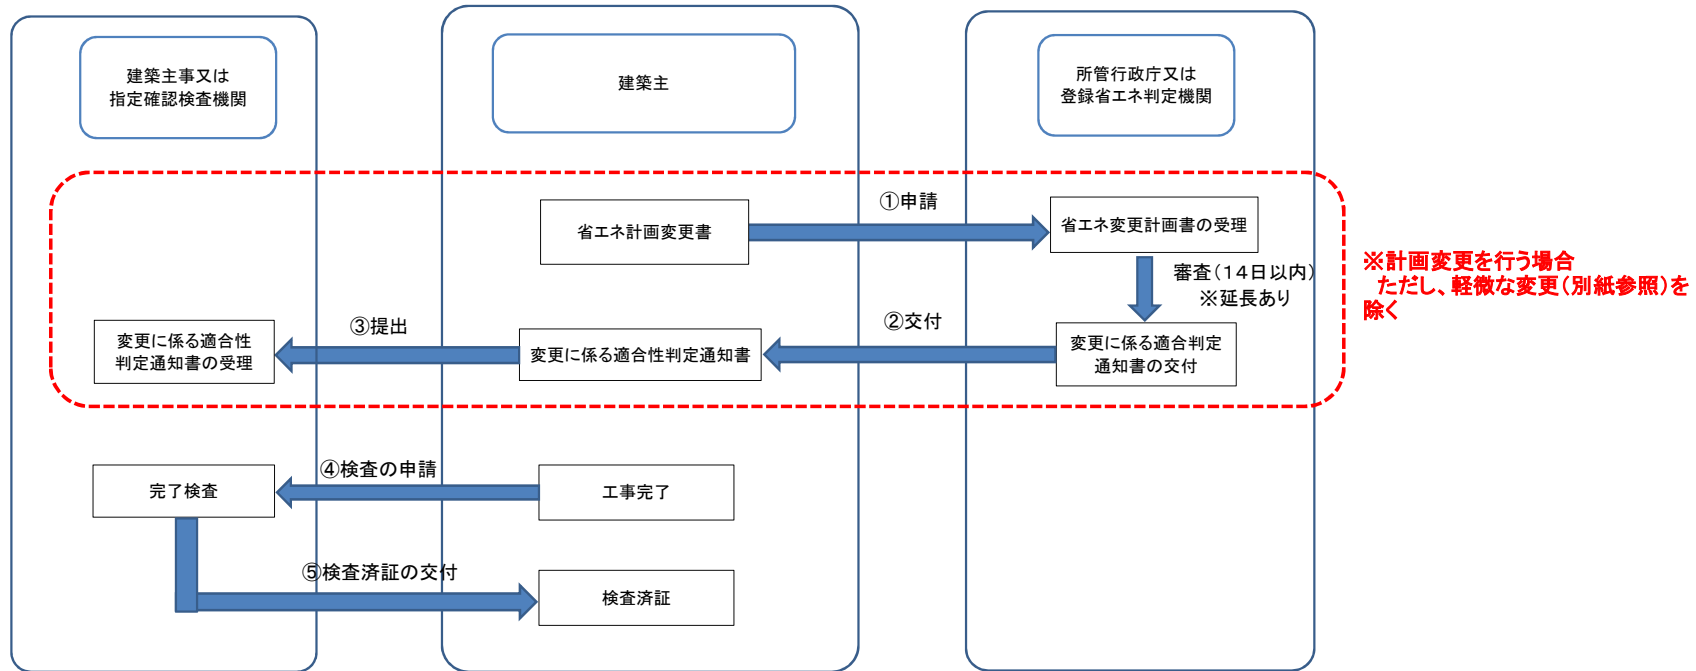 建築主事又は
指定確認検査機関
建築主
所管行政庁又は
登録省エネ判定機関
①申請
省エネ計画変更書
省エネ変更計画書の受理
審査(14日以内)
※延長あり
※計画変更を行う場合
ただし、軽微な変更(別紙参照)を
除く
③提出
②交付
変更に係る適合性
判定通知書の受理
変更に係る適合性判定通知書
変更に係る適合判定
通知書の交付
④検査の申請
完了検査
工事完了
⑤検査済証の交付
検査済証